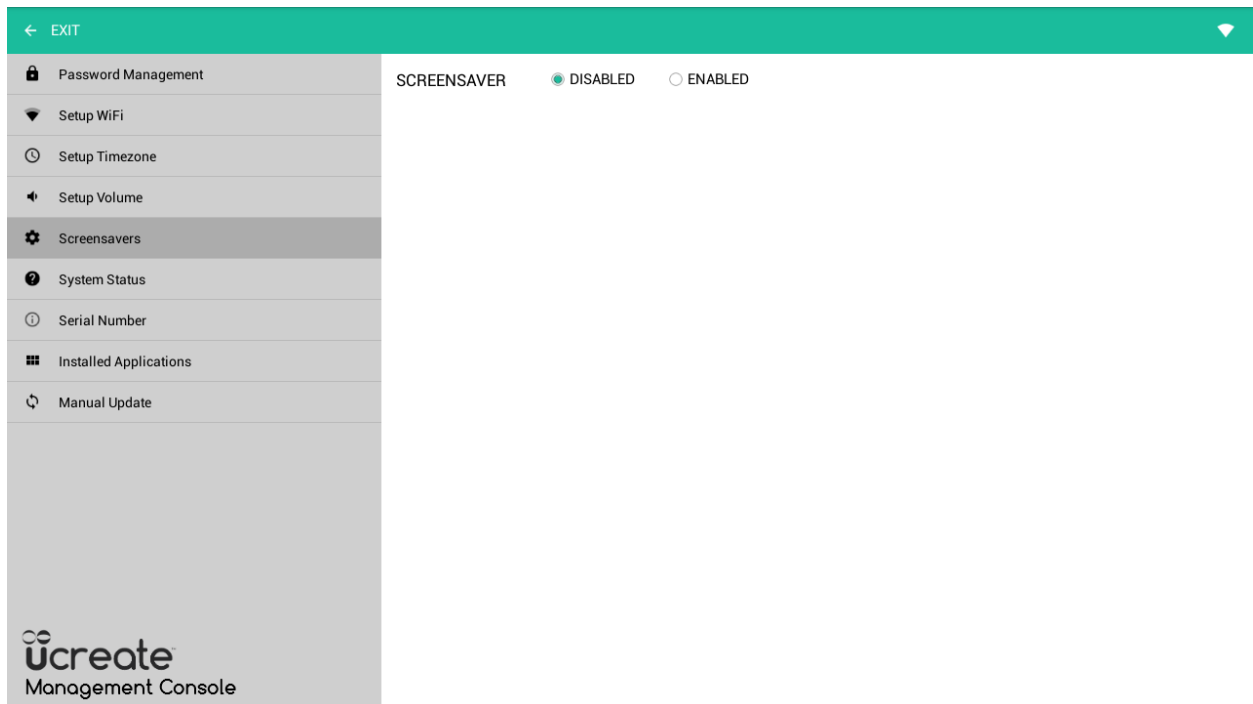 EXIT
Password Management
SCREENSAVER DISABLED ENABLED
Setup WiFi
Setup Timezone
Setup Volume
Screensavers
System Status
Serial Number
Installed Applications
Manual Update
ücreate
Management Console